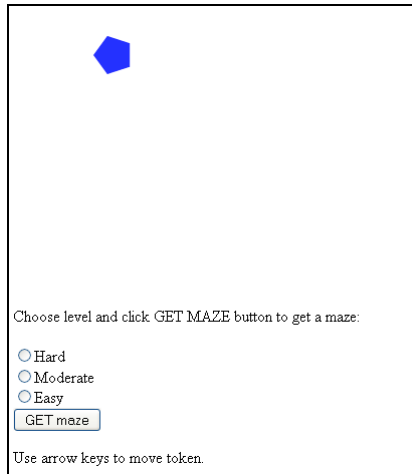 Choose level and click GET MAZE button to get a maze:
Hard
Moderate
Easy
GET maze
Use arrow keys to move token.